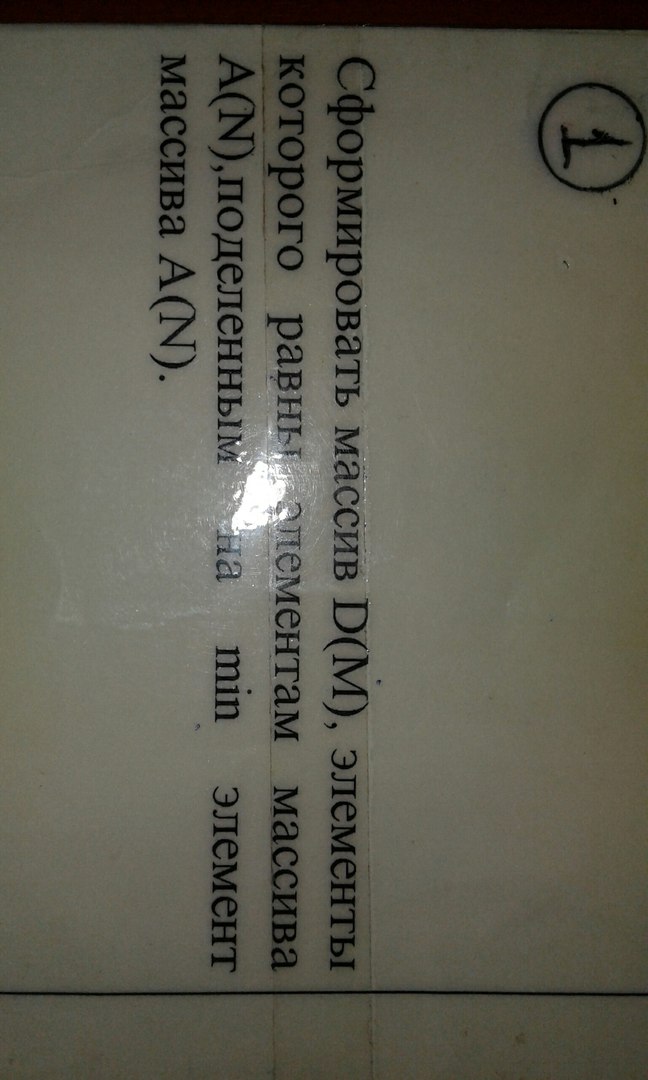 1
Сформировать массив D(M), элементы
которого равны элементам массива
A(N),поделенным на min элемент
массива A(N).